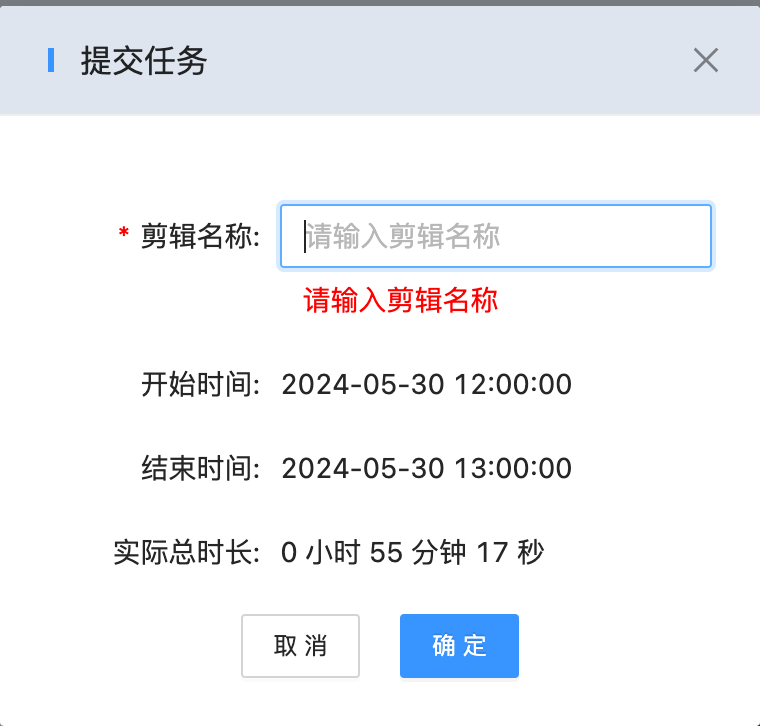 提交任务
* 剪辑名称: 请输入剪辑名称
请输入剪辑名称
开始时间: 2024-05-30 12:00:00
结束时间: 2024-05-30 13:00:00
实际总时长: 0 小时 55 分钟 17 秒
取 消 确 定